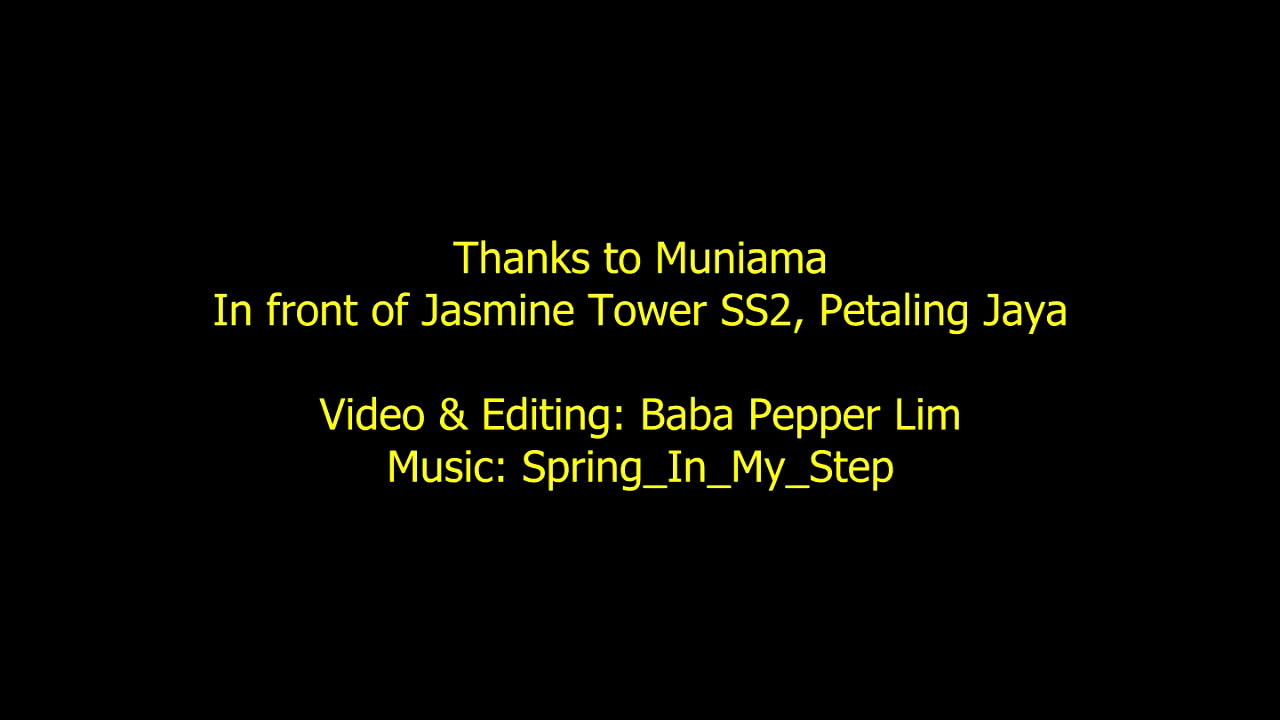 Thanks to Muniama
In front of Jasmine Tower SS2, Petaling Jaya
Video & Editing: Baba Pepper Lim
Music: Spring_In_My_Step